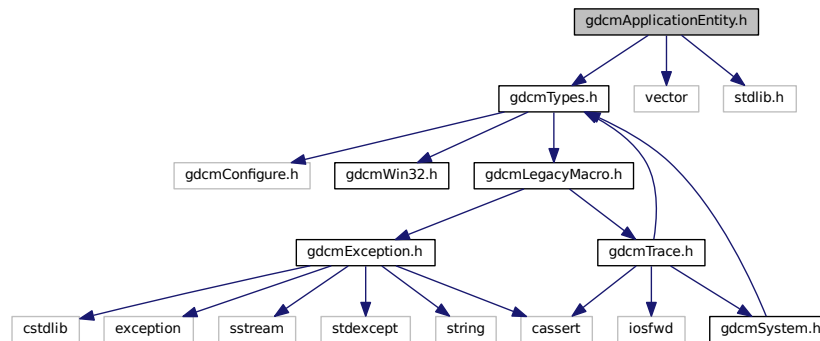 gdcmApplicationEntity.h
gdcmTypes.h
vector
stdlib.h
gdcmConfigure.h
gdcmWin32.h
gdcmLegacyMacro.h
gdcmException.h
gdcmTrace.h
cstdlib
exception
sstream
stdexcept
string
cassert
iosfwd
gdcmSystem.h